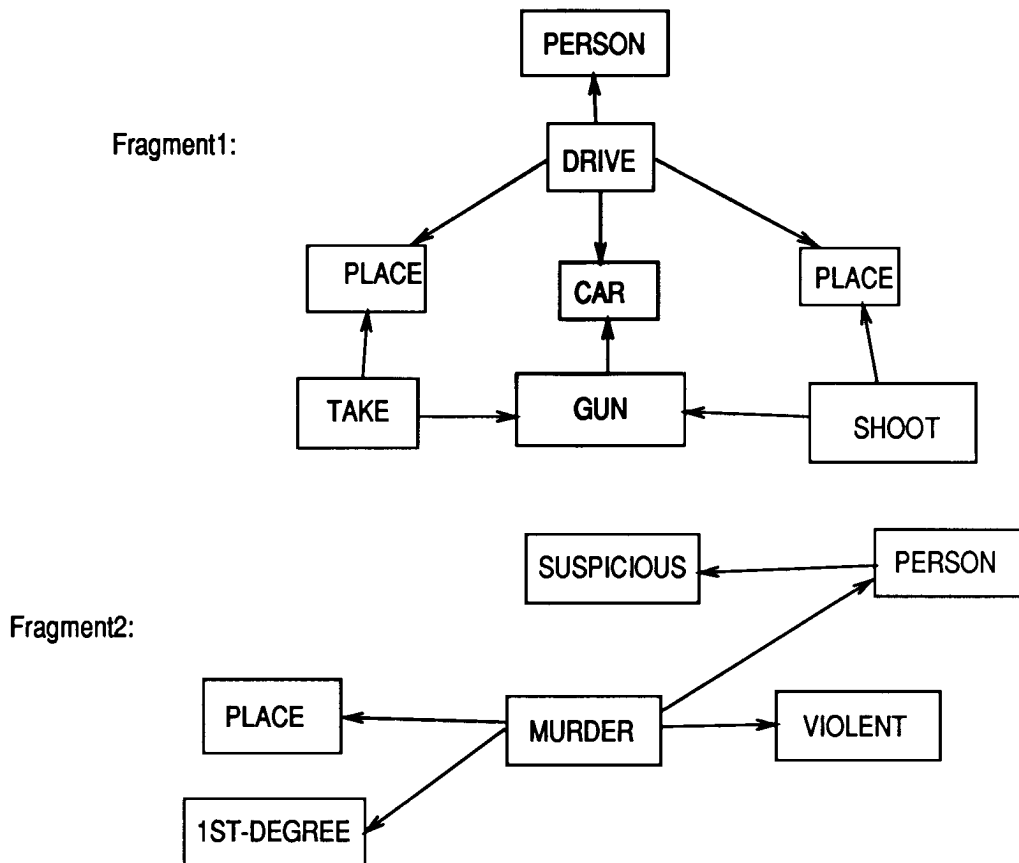 PERSON
Fragment1:
DRIVE
PLACE
CAR
PLACE
TAKE
GUN
SHOOT
SUSPICIOUS
PERSON
Fragment2:
PLACE
MURDER
VIOLENT
1ST-DEGREE